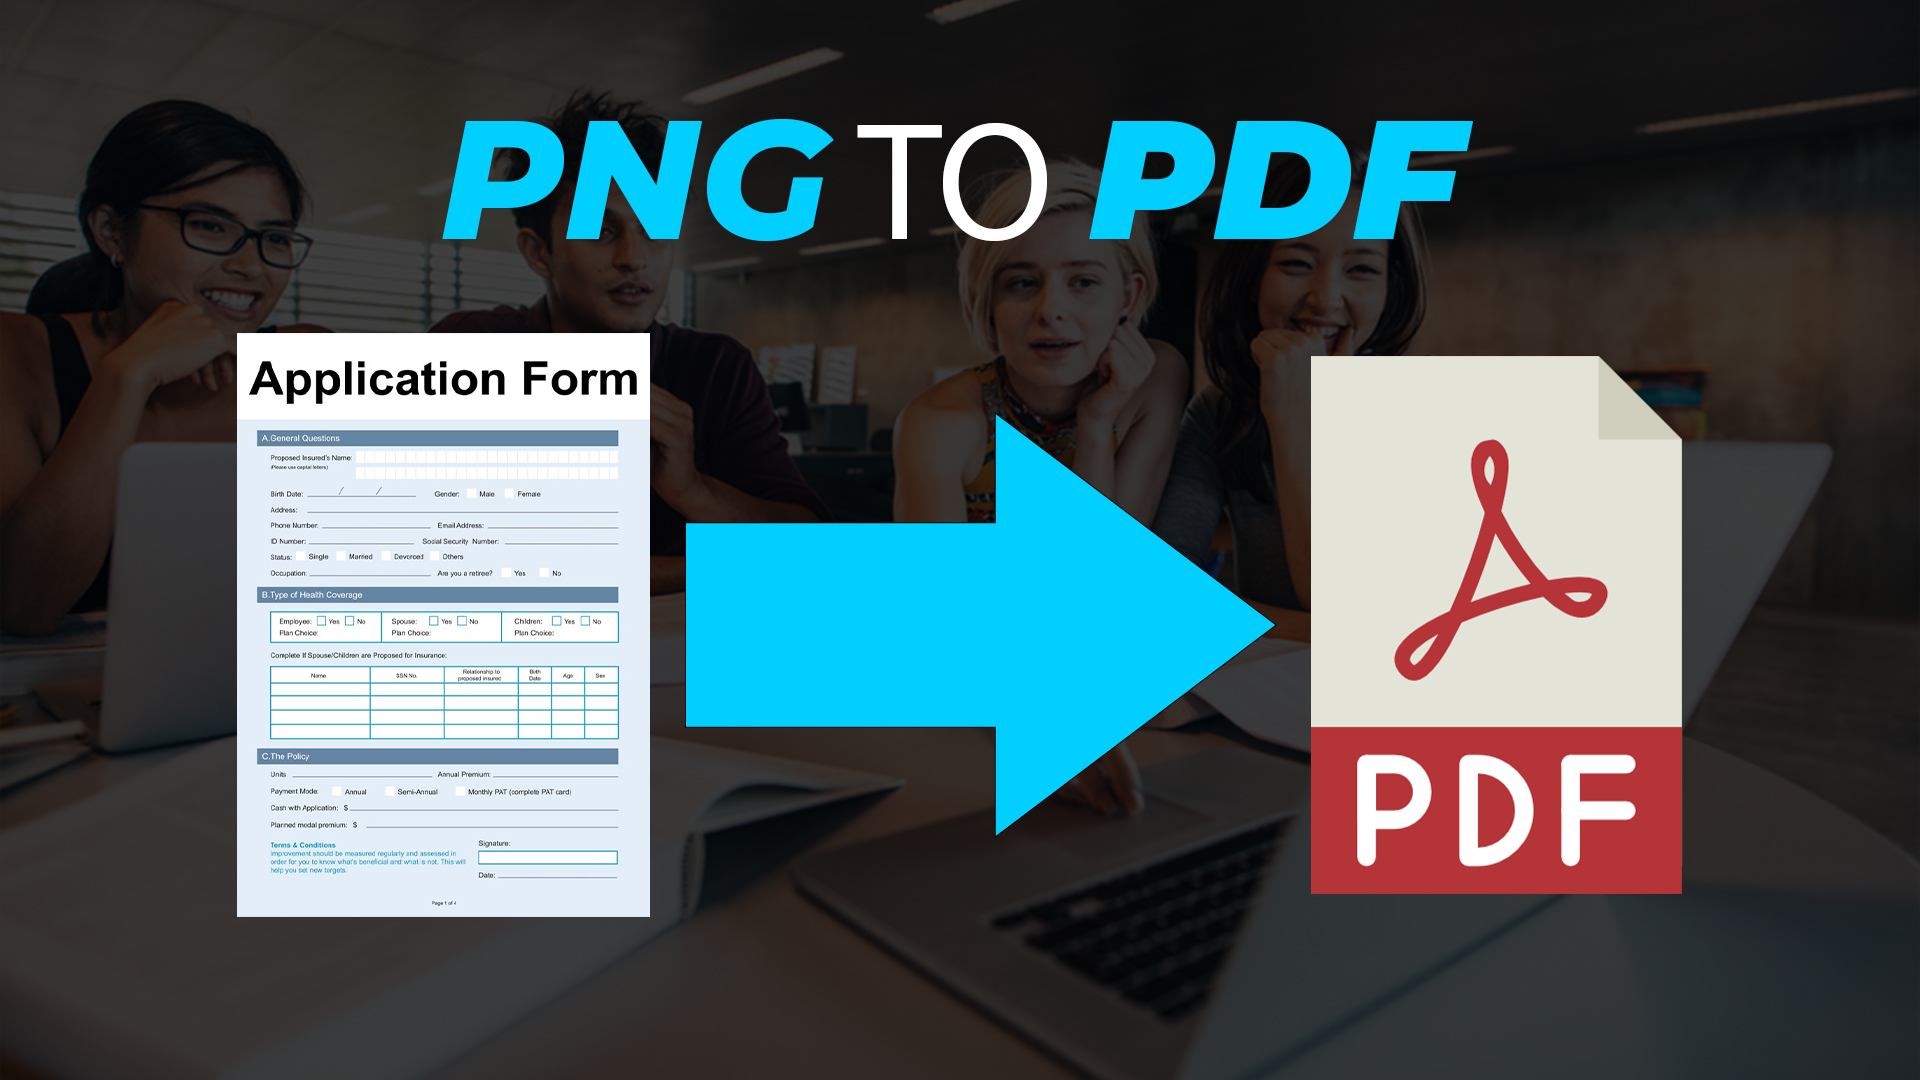 PNG TO PDF
Application Form
A.General Questions
Proposed Insured's Name:
(Please use capital letters)
Birth Date: / / Gender: Male Female
Address:
Phone Number: Email Address:
ID Number: Social Security Number:
Status: Single Married Devorced Others
Occupation: Are you a retiree? Yes No
B.Type of Health Coverage
Employee: Yes No Spouse: Yes No Children: Yes No
Plan Choice: Plan Choice: Plan Choice:
Complete If Spouse/Children are Proposed for Insurance:
Name SSN No. Relationship to proposed insured Birth Date Age Sex
C.The Policy
Units Annual Premium:
Payment Mode: Annual Semi-Annual Monthly PAT (complete PAT card)
Cash with Application: $
Planned modal premium: $
Terms & Conditions
Improvement should be measured regularly and assessed in
order for you to know what's beneficial and what is not. This will
help you set new targets.
Signature:
Date:
Page 1 of 4
PDF